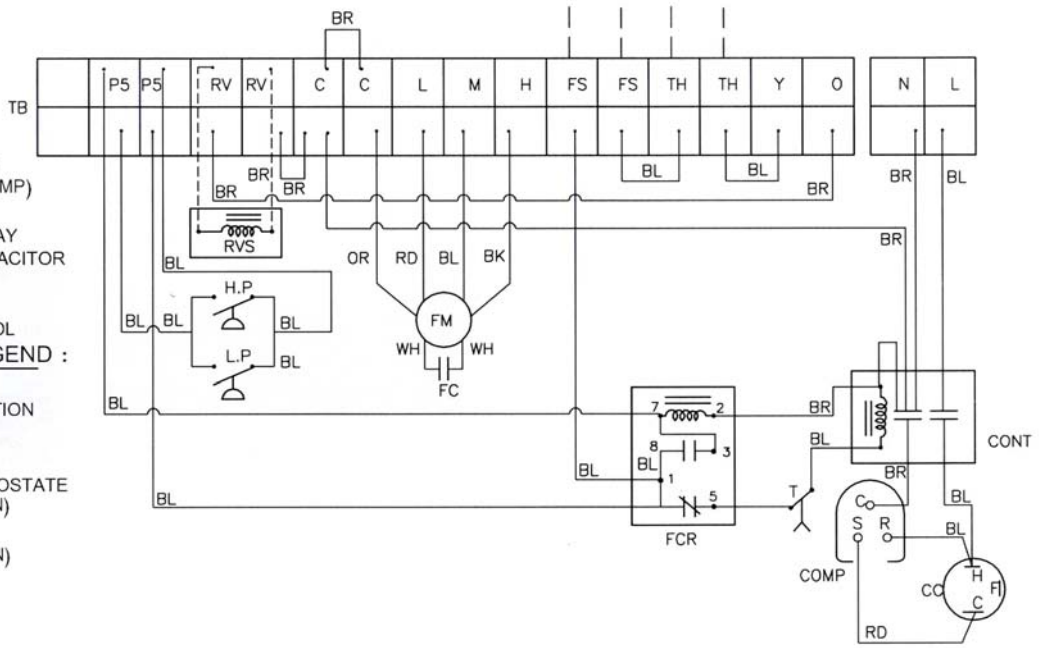 BR
P5 P5 RV RV C C L M H FS FS TH TH Y O N L
TB
BR BR BR BL BL BR BR BL
MP)
AY
ACITOR
RVS
BR
BL
OR RD BL BK
H.P
OL
BL BL BL
FM
GEND :
L.P
BL
WH WH
FC
TION
BL
7 2
BR
8 3
BL
CONT
BL
BL
1
BR
OSTATE
N)
BL
5
T
C
BL
FCR
S R
BL
N)
COMP
H
CC
F
C
RD